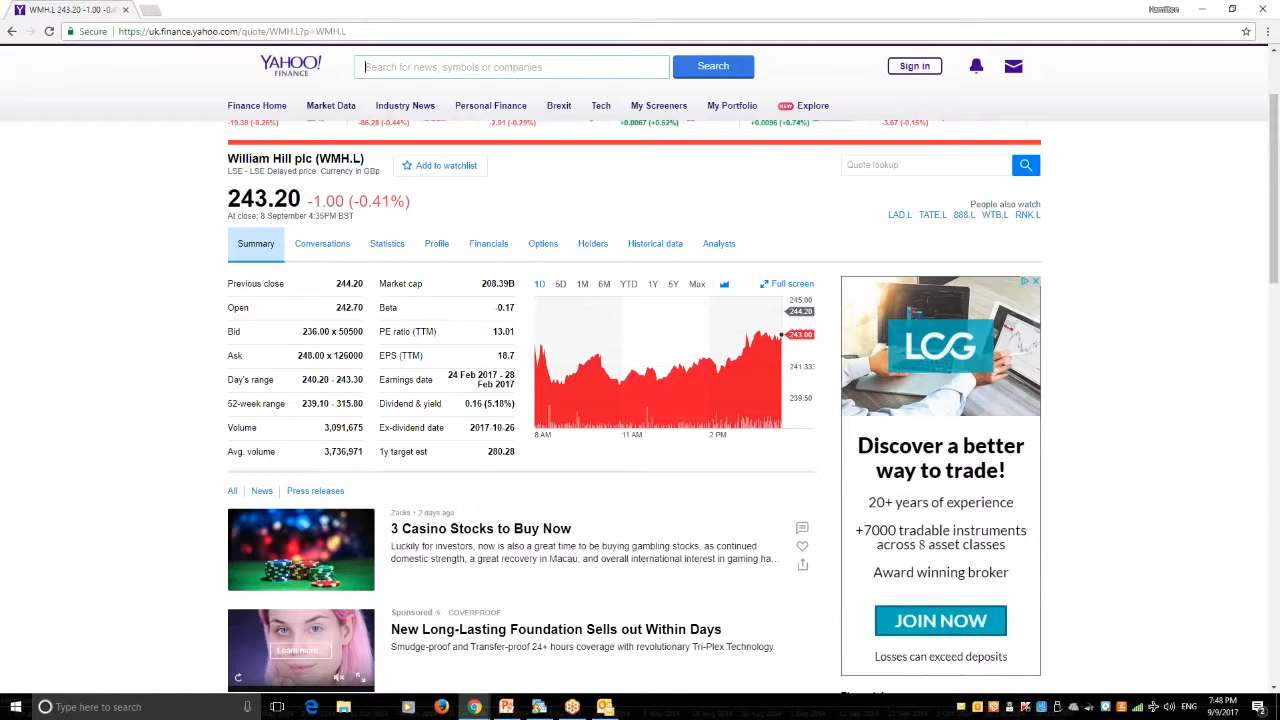 WMH.L 243.20 -1.00 -0
Hamilton
Secure
https://uk.finance.yahoo.com/quote/WMH.L?p=WMH.L
YAHOO!
FINANCE
Search for news, symbols or companies
Search
Sign in
Finance Home Market Data Industry News Personal Finance Brexit Tech My Screeners My Portfolio NEW Explore
-19.38 (-0.26%) -86.28 (-0.44%) -2.91 (-0.29%) +0.0067 (+0.62%) +0.0096 (+0.74%) -3.67 (-0.15%)
William Hill plc (WMH.L)
LSE - LSE Delayed price. Currency in GBp
Add to watchlist
Quote lookup
243.20 -1.00 (-0.41%)
At close: 8 September 4:35PM BST
People also watch
LAD.L TATE.L 888.L WTB.L RNK.L
Summary Conversations Statistics Profile Financials Options Holders Historical data Analysts
Previous close 244.20
Open 242.70
Bid 236.00 x 50500
Ask 248.00 x 126000
Day's range 240.20 - 243.30
52-week range 239.10 - 315.80
Volume 3,091,675
Avg. volume 3,736,971
Market cap 208.39B
Beta -0.17
PE ratio (TTM) 13.01
EPS (TTM) 18.7
Earnings date 24 Feb 2017 - 28
Feb 2017
Dividend & yield 0.16 (5.18%)
Ex-dividend date 2017-10-26
1y target est 280.28
1D 5D 1M 6M YTD 1Y 5Y Max
Full screen
245.00
244.20
243.00
241.33
239.50
8 AM 11 AM 2 PM
All News Press releases
Zacks • 2 days ago
3 Casino Stocks to Buy Now
Luckily for investors, now is also a great time to be buying gambling stocks, as continued
domestic strength, a great recovery in Macau, and overall international interest in gaming ha...
Sponsored COVERPROOF
New Long-Lasting Foundation Sells out Within Days
Smudge-proof and Transfer-proof 24+ hours coverage with revolutionary Tri-Plex Technology.
Learn more
LCG
Discover a better
way to trade!
20+ years of experience
+7000 tradable instruments
across 8 asset classes
Award winning broker
JOIN NOW
Losses can exceed deposits
Type here to search
ENG
7:48 PM
9/9/2017